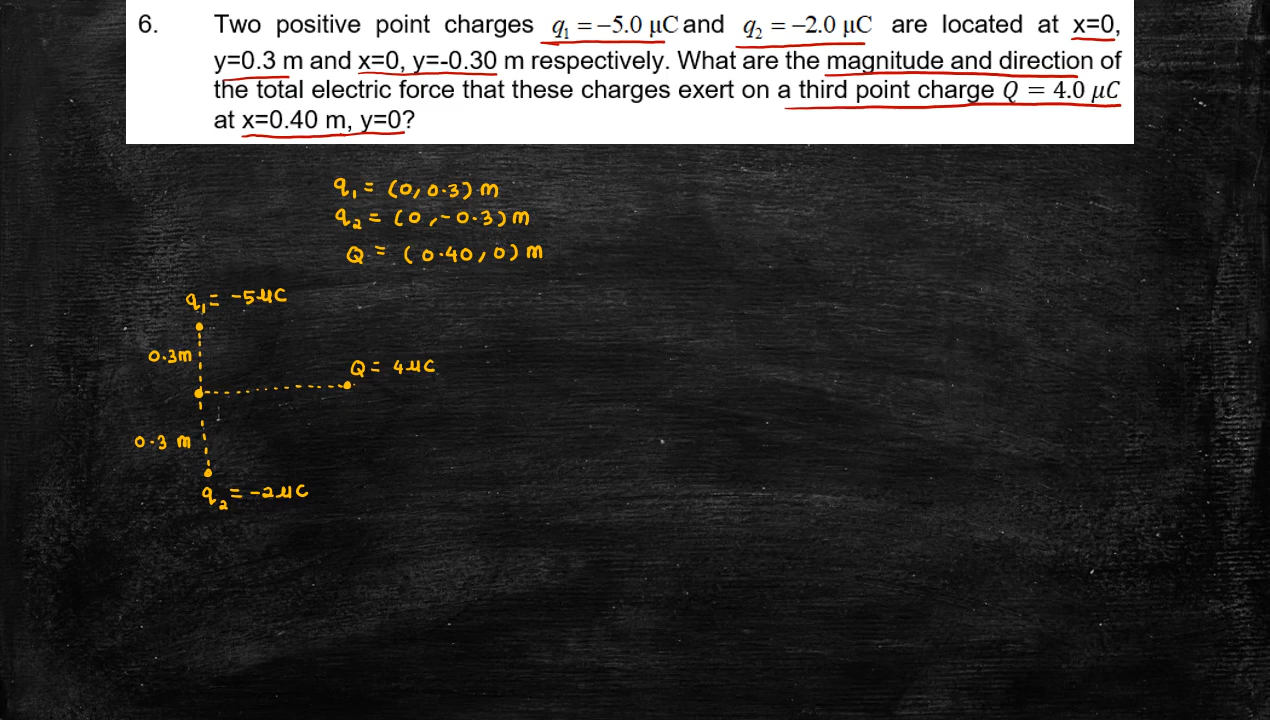 6. Two positive point charges q₁ = −5.0 μC and q₂ = −2.0 μC are located at x=0,
y=0.3 m and x=0, y=-0.30 m respectively. What are the magnitude and direction of
the total electric force that these charges exert on a third point charge Q = 4.0 μC
at x=0.40 m, y=0?
q₁ = (0, 0.3) m
q₂ = (0, -0.3) m
Q = (0.40, 0) m
q₁ = -5μC
0.3m
Q = 4μC
0.3 m
q₂ = -2μC